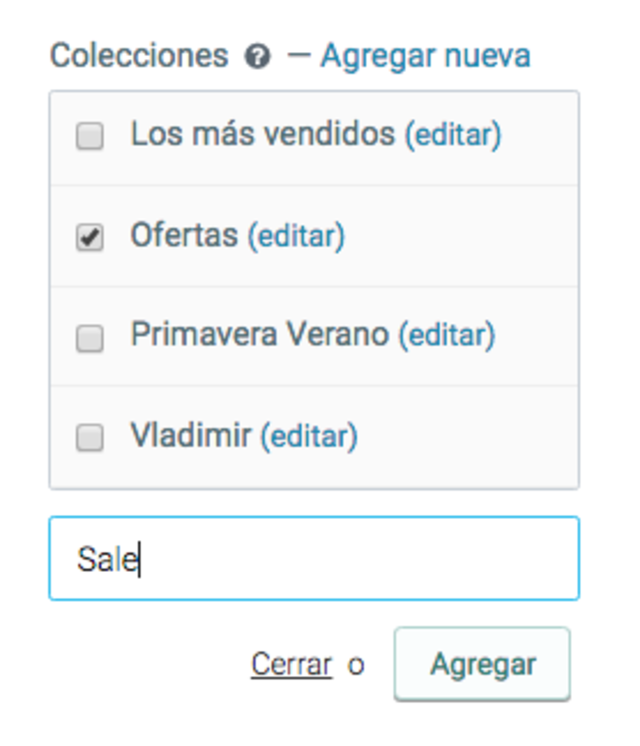 Colecciones ? — Agregar nueva
Los más vendidos (editar)
Ofertas (editar)
Primavera Verano (editar)
Vladimir (editar)
Sale
Cerrar o Agregar